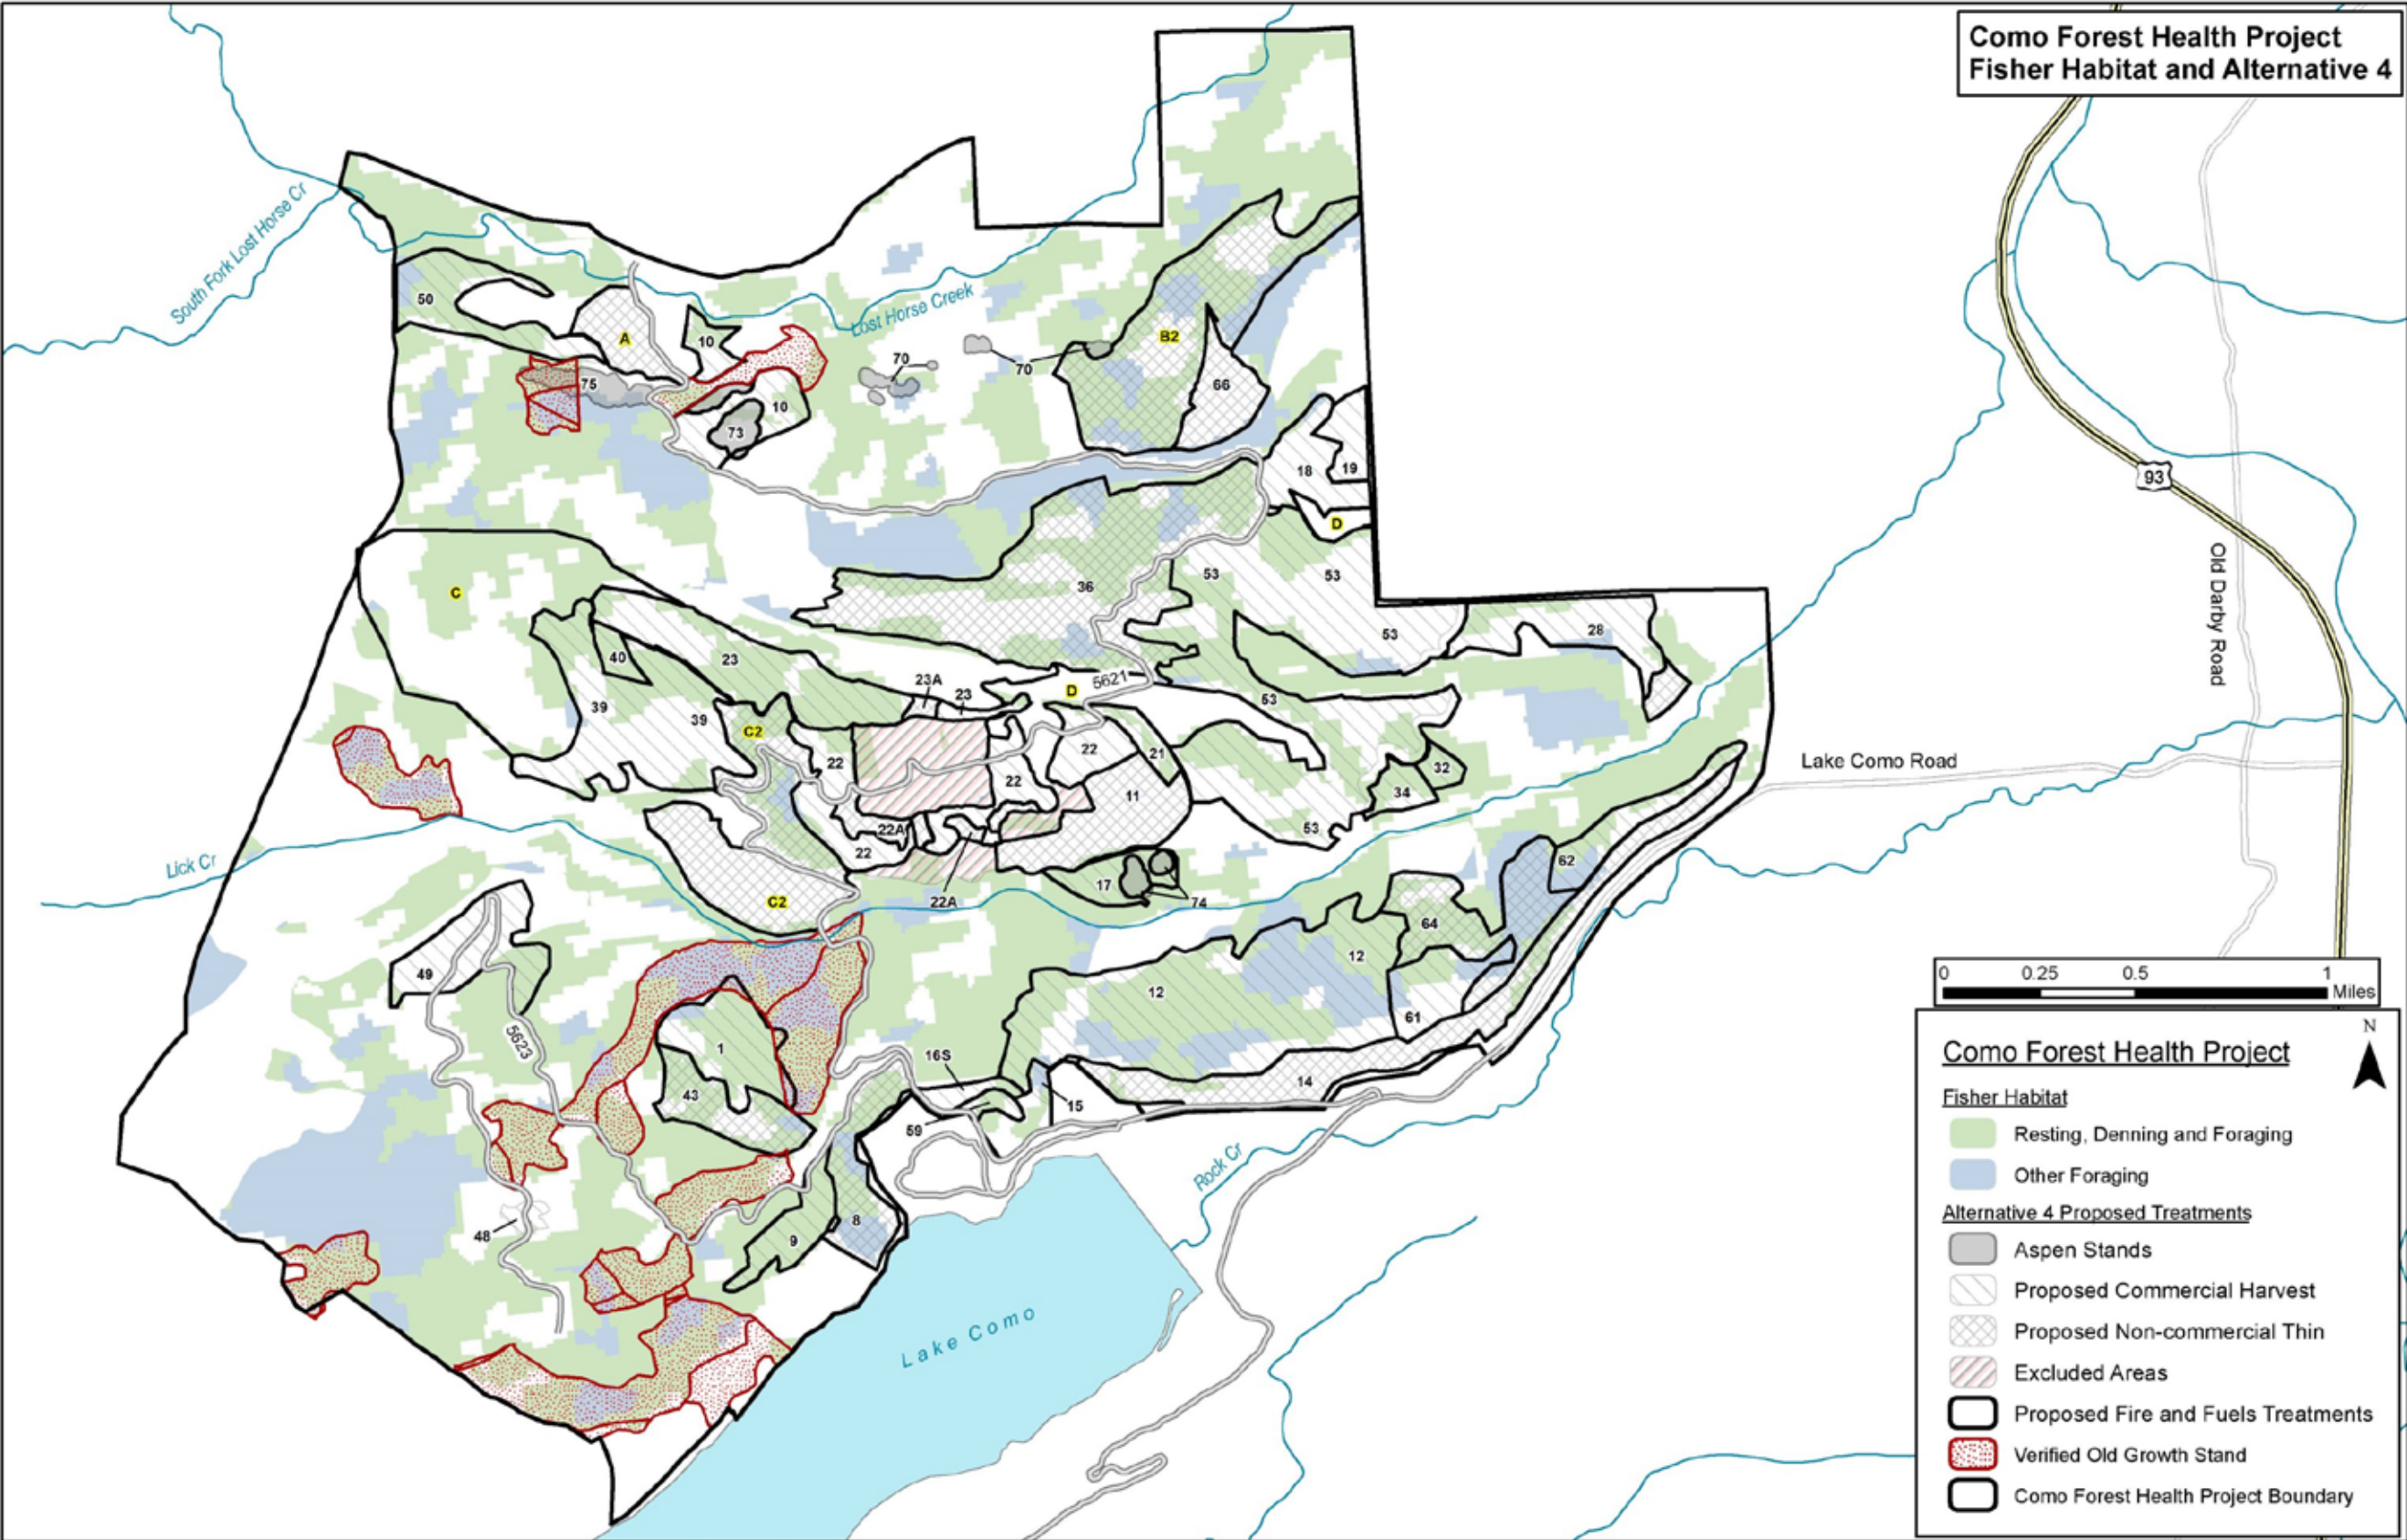 Como Forest Health Project
Fisher Habitat and Alternative 4
South Fork Lost Horse Cr
Lost Horse Creek
50
A
10
75
10
73
70
70
B2
66
18
19
D
93
Old Darby Road
C
36
53
53
53
28
40
23
39
39
23A
23
D
5621
53
C2
22
22
21
22
11
32
34
53
22A
22
22A
17
74
62
Lake Como Road
Lick Cr
C2
49
5623
64
12
12
61
1
43
16S
14
15
59
Rock Cr
48
8
9
Lake Como
0 0.25 0.5 1
Miles
N
Como Forest Health Project
Fisher Habitat
Resting, Denning and Foraging
Other Foraging
Alternative 4 Proposed Treatments
Aspen Stands
Proposed Commercial Harvest
Proposed Non-commercial Thin
Excluded Areas
Proposed Fire and Fuels Treatments
Verified Old Growth Stand
Como Forest Health Project Boundary